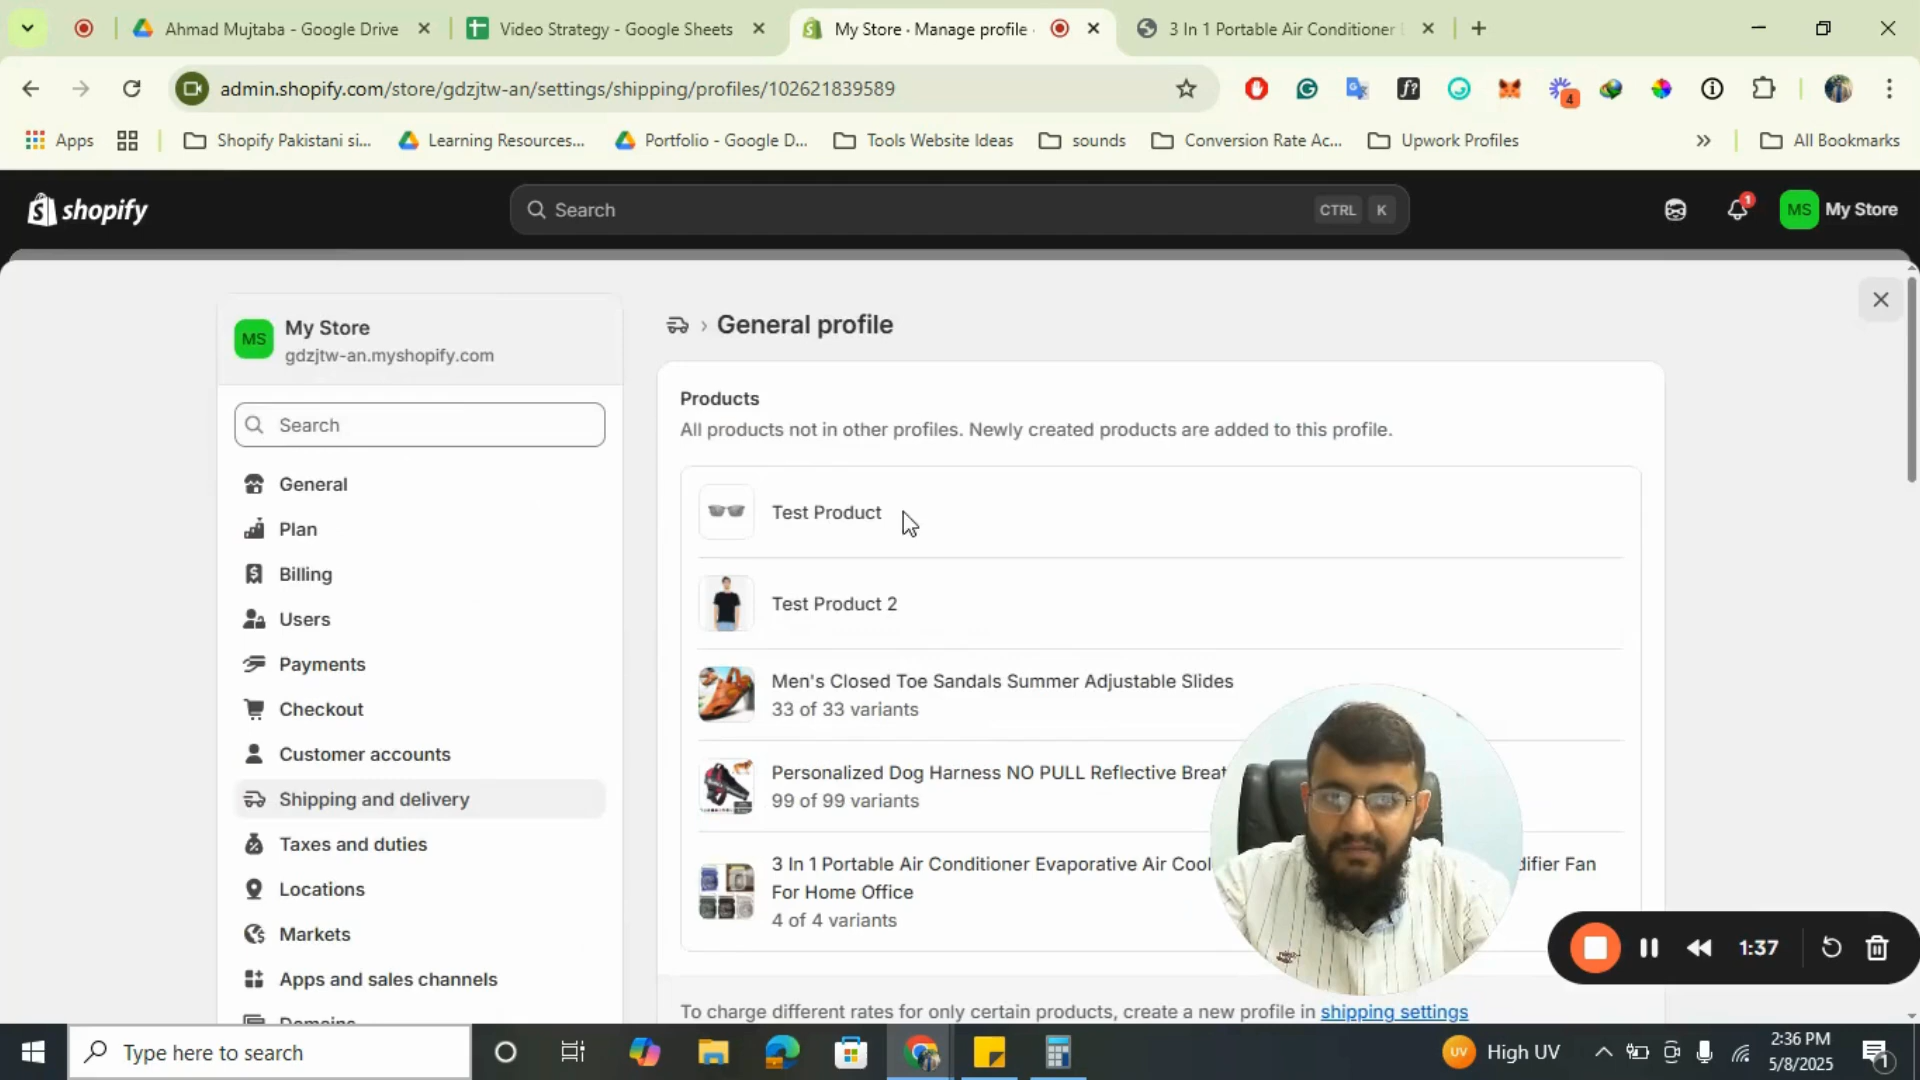 Ahmad Mujtaba - Google Drive
Video Strategy - Google Sheets
My Store · Manage profile
3 In 1 Portable Air Conditioner
admin.shopify.com/store/gdzjtw-an/settings/shipping/profiles/102621839589
4
Apps
Shopify Pakistani si...
Learning Resources...
Portfolio - Google D...
Tools Website Ideas
sounds
Conversion Rate Ac...
Upwork Profiles
All Bookmarks
shopify
Search
CTRL K
1
MS
My Store
MS
My Store
gdzjtw-an.myshopify.com
Search
General
Plan
Billing
Users
Payments
Checkout
Customer accounts
Shipping and delivery
Taxes and duties
Locations
Markets
Apps and sales channels
Domains
General profile
Products
All products not in other profiles. Newly created products are added to this profile.
Test Product
Test Product 2
Men's Closed Toe Sandals Summer Adjustable Slides
33 of 33 variants
Personalized Dog Harness NO PULL Reflective Breat
99 of 99 variants
3 In 1 Portable Air Conditioner Evaporative Air Cool difier Fan
For Home Office
4 of 4 variants
To charge different rates for only certain products, create a new profile in shipping settings
1:37
Type here to search
UV
High UV
2:36 PM
5/8/2025
1